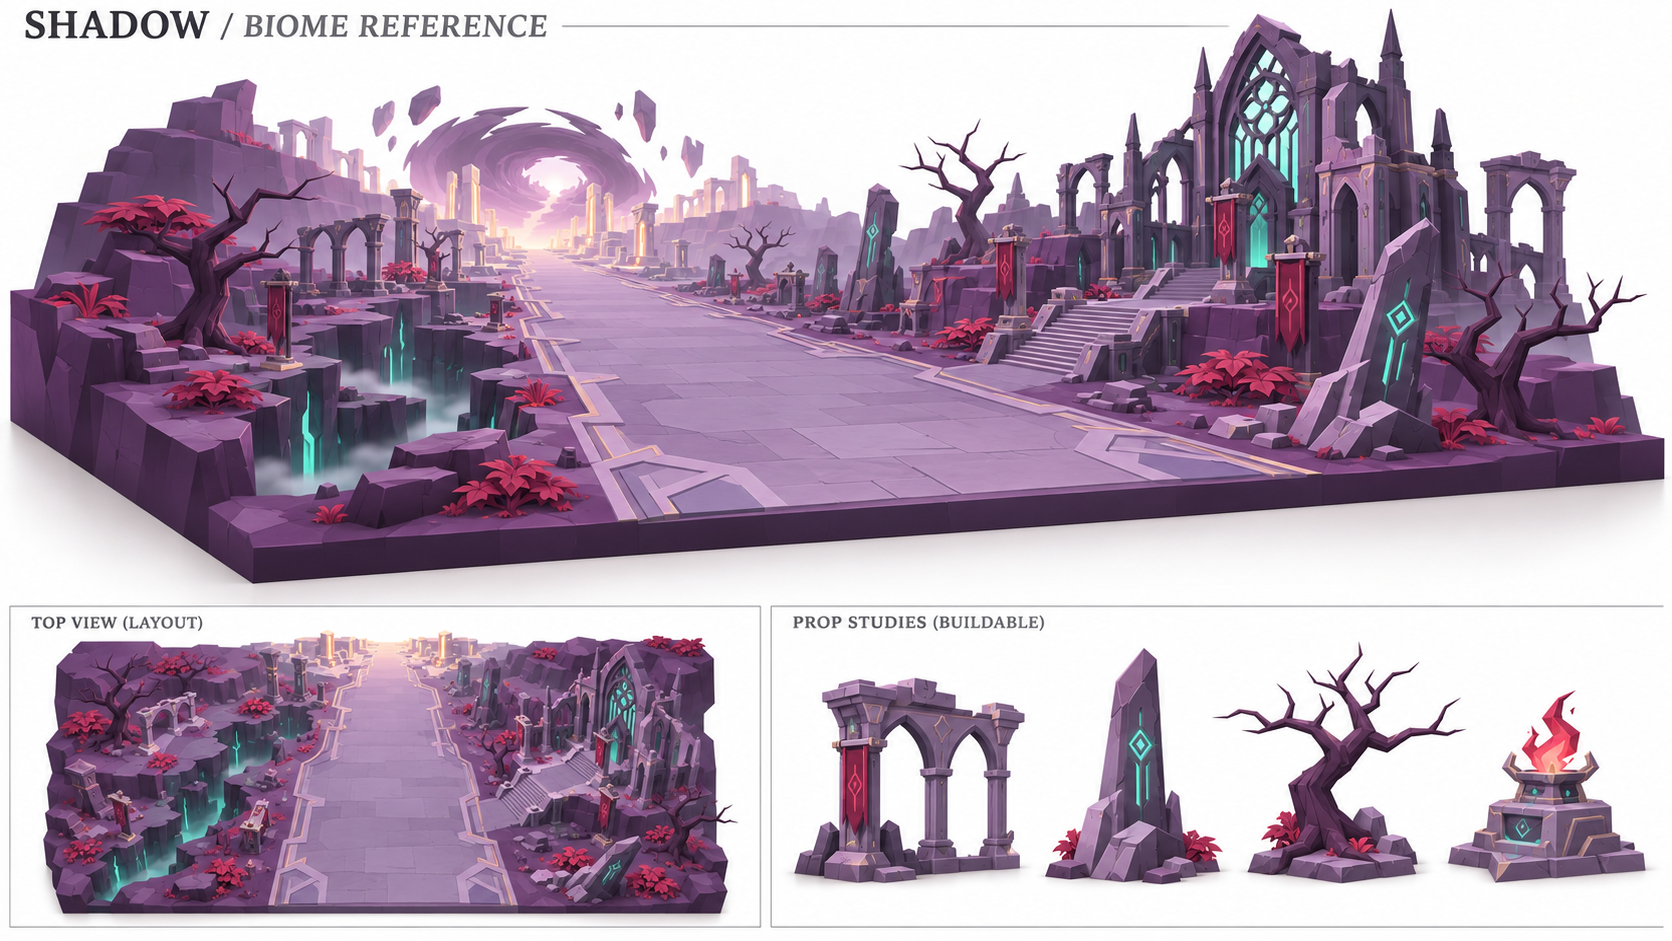 SHADOW / BIOME REFERENCE
TOP VIEW (LAYOUT)
PROP STUDIES (BUILDABLE)